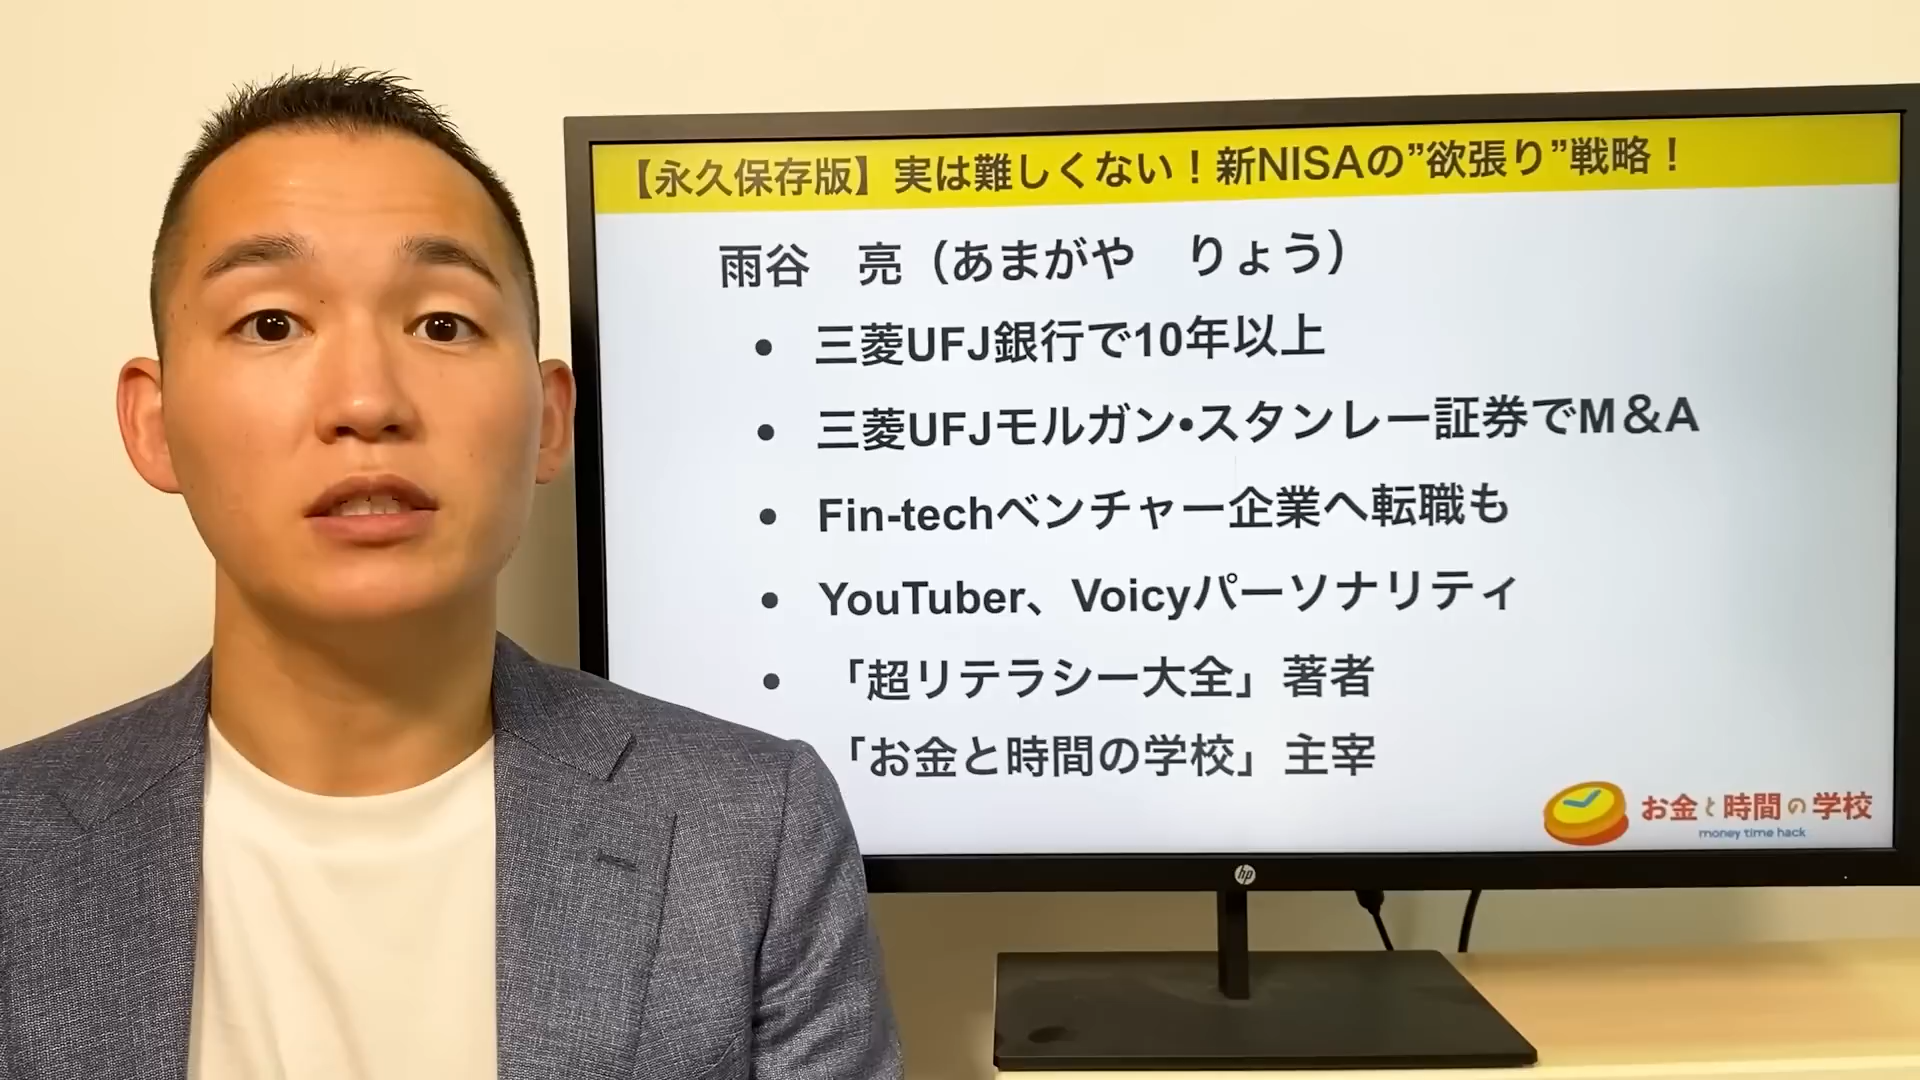 【永久保存版】実は難しくない！新NISAの”欲張り”戦略！
雨谷　亮（あまがや　りょう）
• 三菱UFJ銀行で10年以上
• 三菱UFJモルガン・スタンレー証券でM＆A
• Fin-techベンチャー企業へ転職も
• YouTuber、Voicyパーソナリティ
• 「超リテラシー大全」著者
「お金と時間の学校」主宰
お金と時間の学校
money time hack
hp